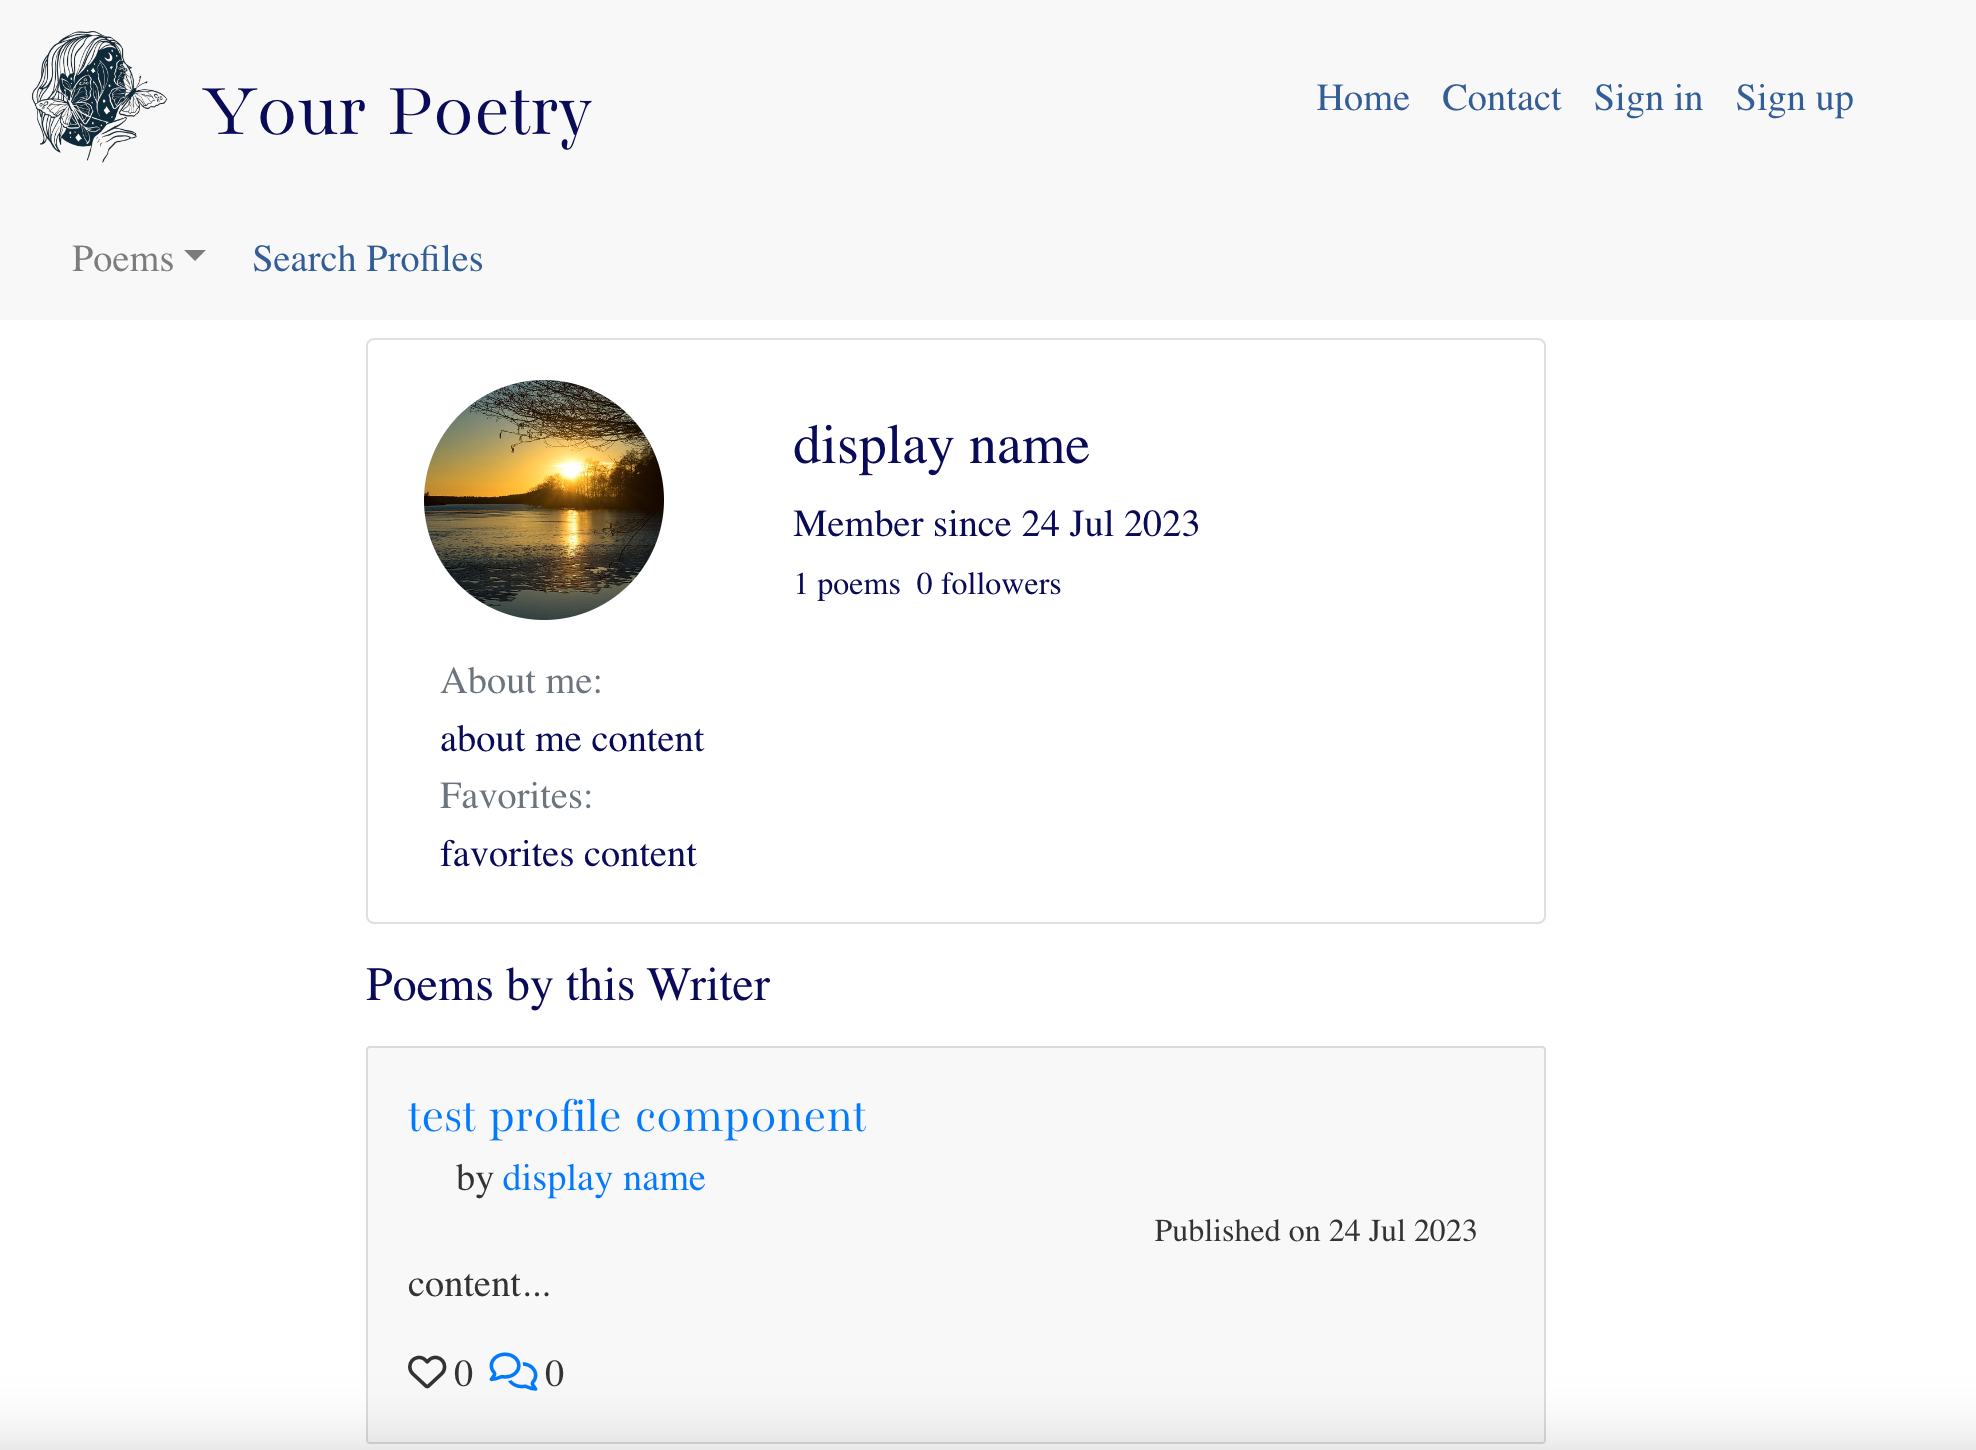 Your Poetry
Home Contact Sign in Sign up
Poems Search Profiles
display name
Member since 24 Jul 2023
1 poems 0 followers
About me:
about me content
Favorites:
favorites content
Poems by this Writer
test profile component
by display name
Published on 24 Jul 2023
content...
0 0